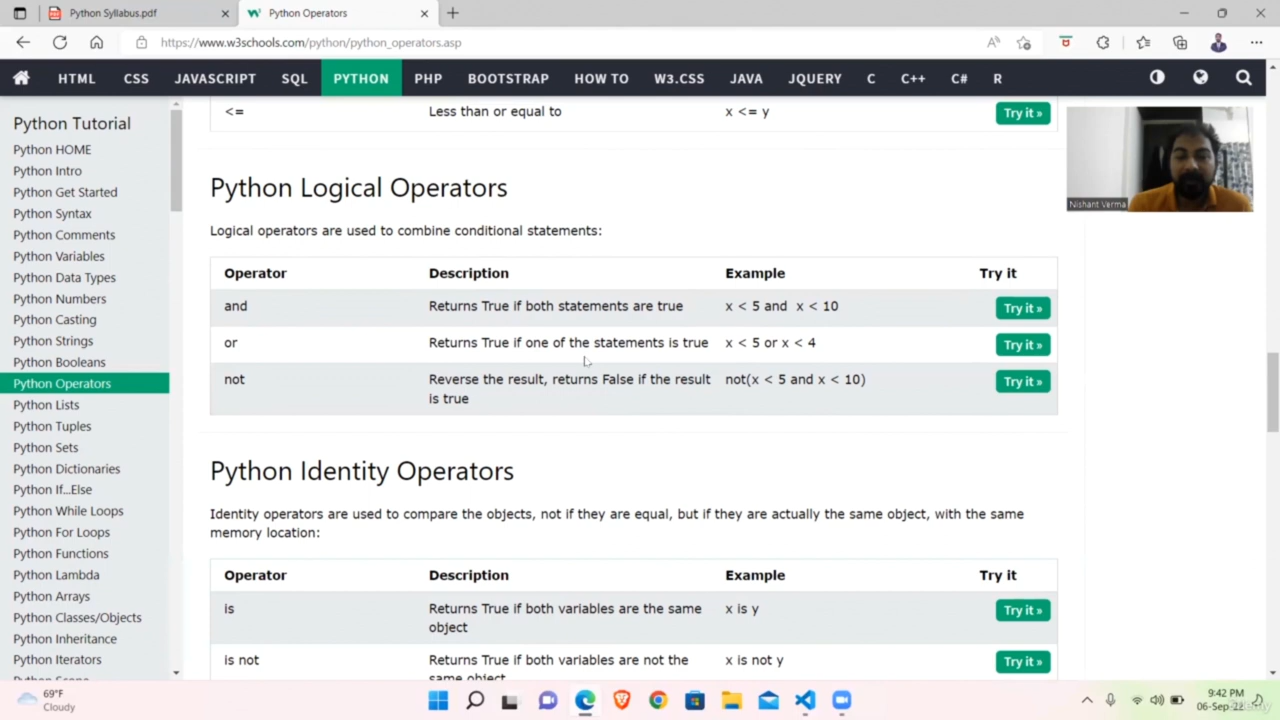 Python Syllabus.pdf
Python Operators
https://www.w3schools.com/python/python_operators.asp
HTML CSS JAVASCRIPT SQL PYTHON PHP BOOTSTRAP HOW TO W3.CSS JAVA JQUERY C C++ C# R
Python Tutorial
Python HOME
Python Intro
Python Get Started
Python Syntax
Python Comments
Python Variables
Python Data Types
Python Numbers
Python Casting
Python Strings
Python Booleans
Python Operators
Python Lists
Python Tuples
Python Sets
Python Dictionaries
Python If...Else
Python While Loops
Python For Loops
Python Functions
Python Lambda
Python Arrays
Python Classes/Objects
Python Inheritance
Python Iterators
Python Scope
<= Less than or equal to x <= y Try it »
Python Logical Operators
Logical operators are used to combine conditional statements:
Operator Description Example Try it
and Returns True if both statements are true x < 5 and x < 10 Try it »
or Returns True if one of the statements is true x < 5 or x < 4 Try it »
not Reverse the result, returns False if the result not(x < 5 and x < 10) Try it »
is true
Python Identity Operators
Identity operators are used to compare the objects, not if they are equal, but if they are actually the same object, with the same
memory location:
Operator Description Example Try it
is Returns True if both variables are the same x is y Try it »
object
is not Returns True if both variables are not the x is not y Try it »
same object
Nishant Verma
69°F
Cloudy
9:42 PM
06-Sep-22
Udemy